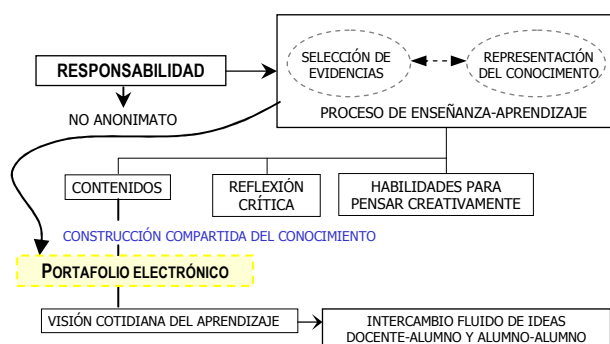 SELECCIÓN DE
EVIDENCIAS
REPRESENTACIÓN
DEL CONOCIMIENTO
RESPONSABILIDAD
NO ANONIMATO
PROCESO DE ENSEÑANZA-APRENDIZAJE
CONTENIDOS
REFLEXIÓN
CRÍTICA
HABILIDADES PARA
PENSAR CREATIVAMENTE
CONSTRUCCIÓN COMPARTIDA DEL CONOCIMIENTO
PORTAFOLIO ELECTRÓNICO
VISIÓN COTIDIANA DEL APRENDIZAJE
INTERCAMBIO FLUIDO DE IDEAS
DOCENTE-ALUMNO Y ALUMNO-ALUMNO